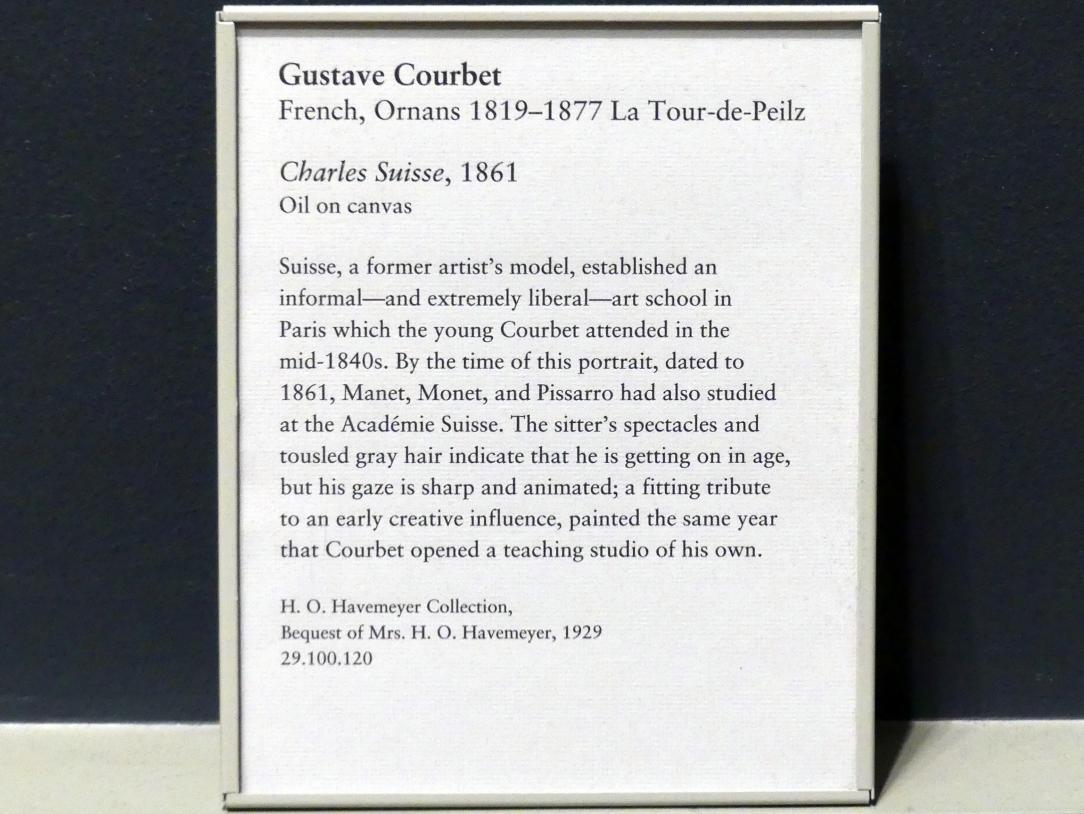 Gustave Courbet
French, Ornans 1819–1877 La Tour-de-Peilz
Charles Suisse, 1861
Oil on canvas
Suisse, a former artist's model, established an
informal—and extremely liberal—art school in
Paris which the young Courbet attended in the
mid-1840s. By the time of this portrait, dated to
1861, Manet, Monet, and Pissarro had also studied
at the Académie Suisse. The sitter's spectacles and
tousled gray hair indicate that he is getting on in age,
but his gaze is sharp and animated; a fitting tribute
to an early creative influence, painted the same year
that Courbet opened a teaching studio of his own.
H. O. Havemeyer Collection,
Bequest of Mrs. H. O. Havemeyer, 1929
29.100.120